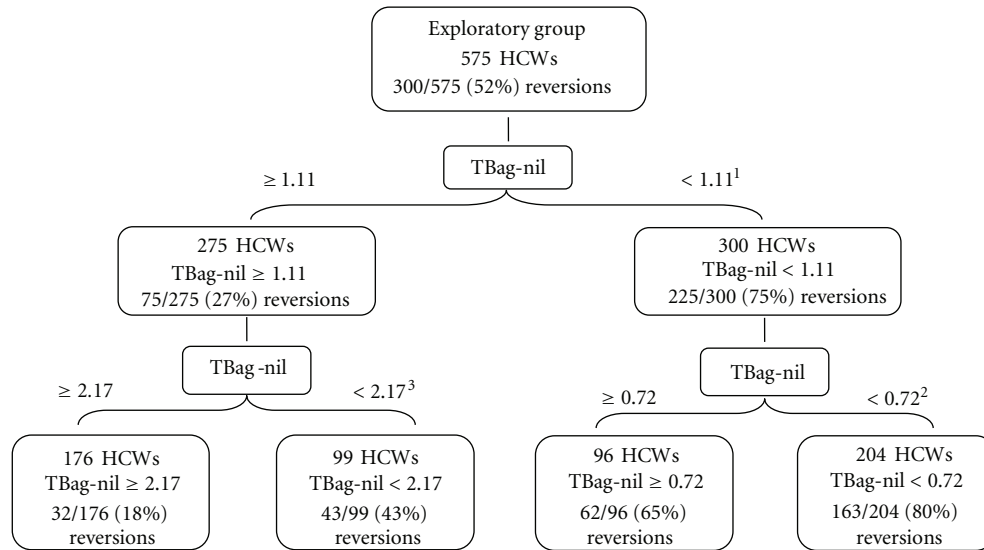 Exploratory group
575 HCWs
300/575 (52%) reversions
TBag-nil
≥ 1.11
< 1.11¹
275 HCWs
TBag-nil ≥ 1.11
75/275 (27%) reversions
300 HCWs
TBag-nil < 1.11
225/300 (75%) reversions
TBag-nil
≥ 2.17
< 2.17³
TBag-nil
≥ 0.72
< 0.72²
176 HCWs
TBag-nil ≥ 2.17
32/176 (18%)
reversions
99 HCWs
TBag-nil < 2.17
43/99 (43%)
reversions
96 HCWs
TBag-nil ≥ 0.72
62/96 (65%)
reversions
204 HCWs
TBag-nil < 0.72
163/204 (80%)
reversions